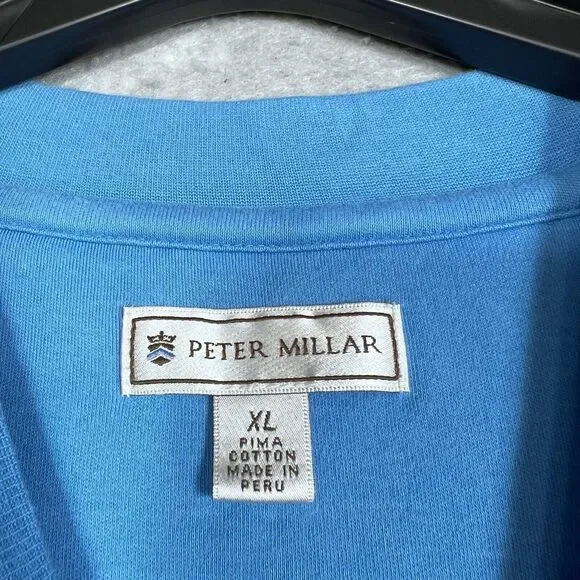 PETER MILLAR
XL
PIMA
COTTON
MADE IN
PERU